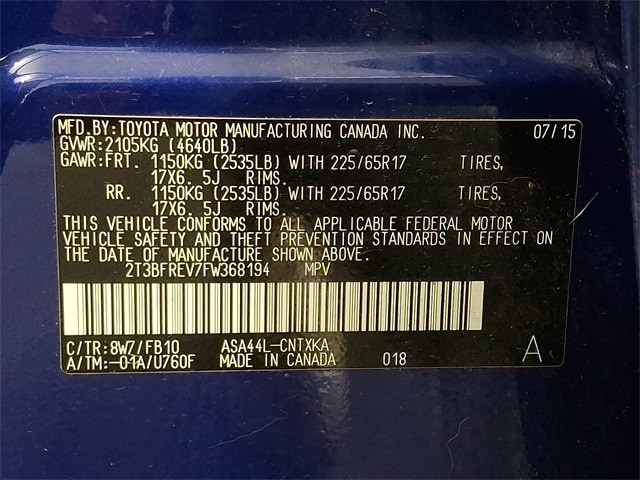 MFD.BY:TOYOTA MOTOR MANUFACTURING CANADA INC. 07/15
GVWR:2105KG (4640LB)
GAWR:FRT. 1150KG (2535LB) WITH 225/65R17 TIRES,
17X6.5J RIMS.
RR. 1150KG (2535LB) WITH 225/65R17 TIRES,
17X6.5J RIMS.
THIS VEHICLE CONFORMS TO ALL APPLICABLE FEDERAL MOTOR
VEHICLE SAFETY AND THEFT PREVENTION STANDARDS IN EFFECT ON
THE DATE OF MANUFACTURE SHOWN ABOVE.
2T3BFREV7FW368194 MPV
C/TR:8W7/FB10 ASA44L-CNTXKA
A/TM:-01A/U760F MADE IN CANADA 018 A